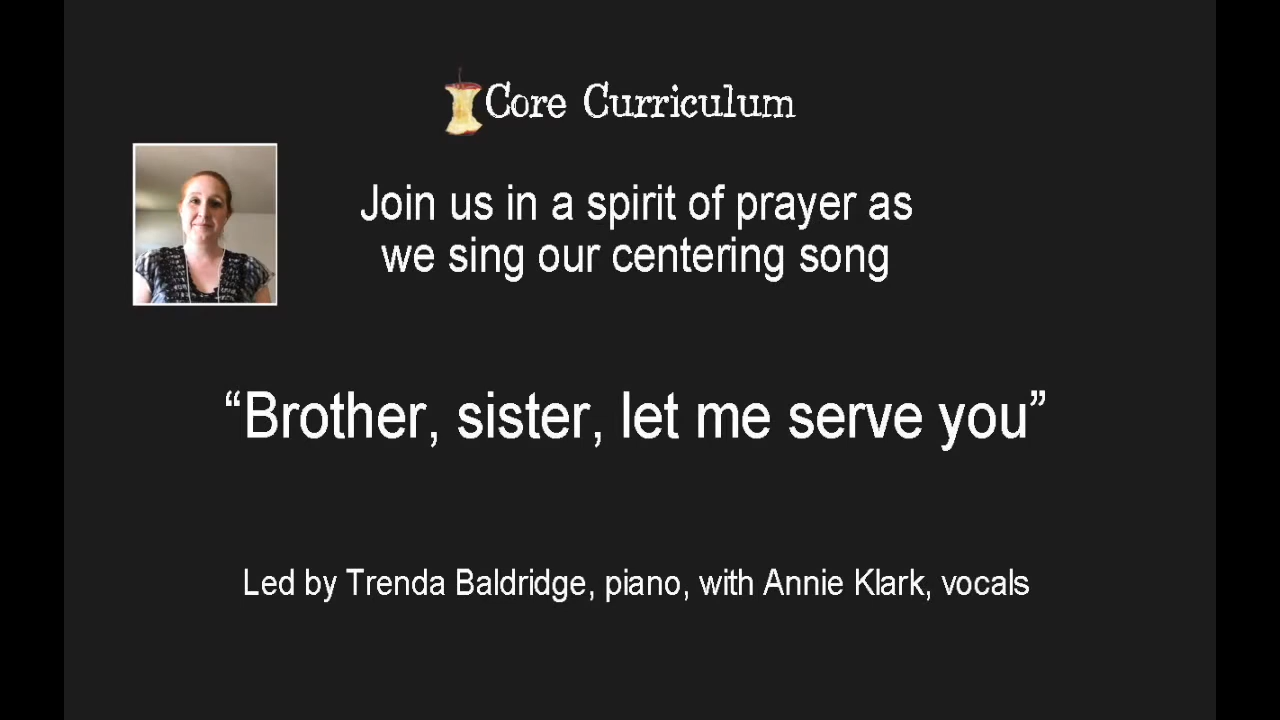 Core Curriculum
Join us in a spirit of prayer as
we sing our centering song
“Brother, sister, let me serve you”
Led by Trenda Baldridge, piano, with Annie Klark, vocals